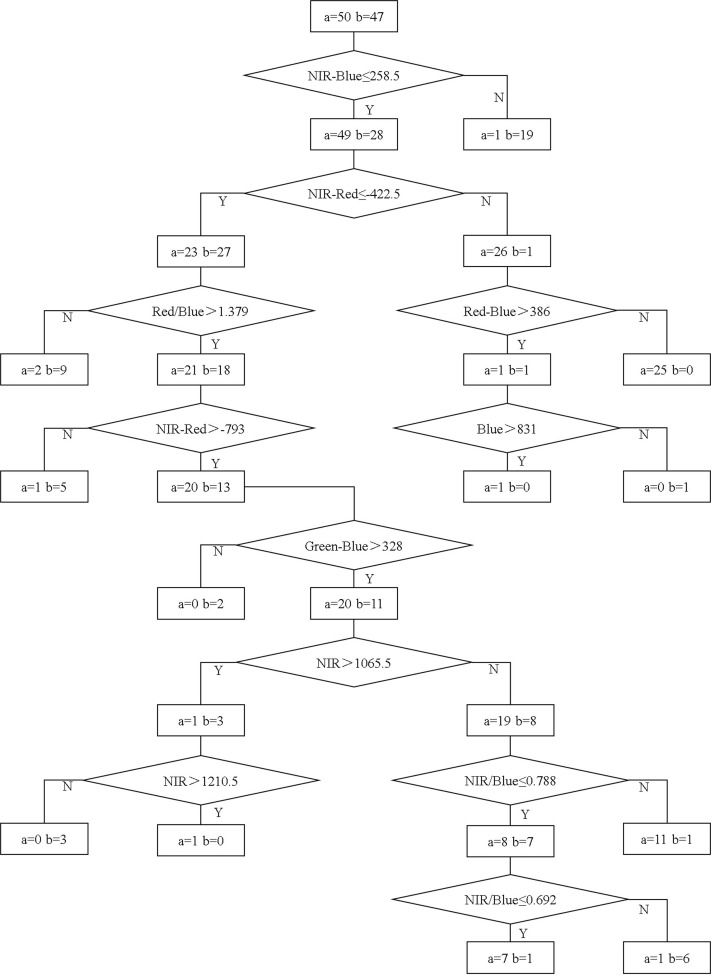 a=50 b=47
NIR-Blue≤258.5
N
Y
a=49 b=28
a=1 b=19
NIR-Red≤-422.5
Y
N
a=23 b=27
a=26 b=1
Red/Blue＞1.379
Red-Blue＞386
N
N
Y
Y
a=2 b=9
a=21 b=18
a=1 b=1
a=25 b=0
NIR-Red＞-793
Blue＞831
N
N
Y
Y
a=1 b=5
a=20 b=13
a=1 b=0
a=0 b=1
Green-Blue＞328
N
Y
a=0 b=2
a=20 b=11
NIR＞1065.5
Y
N
a=1 b=3
a=19 b=8
NIR＞1210.5
NIR/Blue≤0.788
N
N
Y
Y
a=0 b=3
a=1 b=0
a=8 b=7
a=11 b=1
NIR/Blue≤0.692
N
Y
a=7 b=1
a=1 b=6